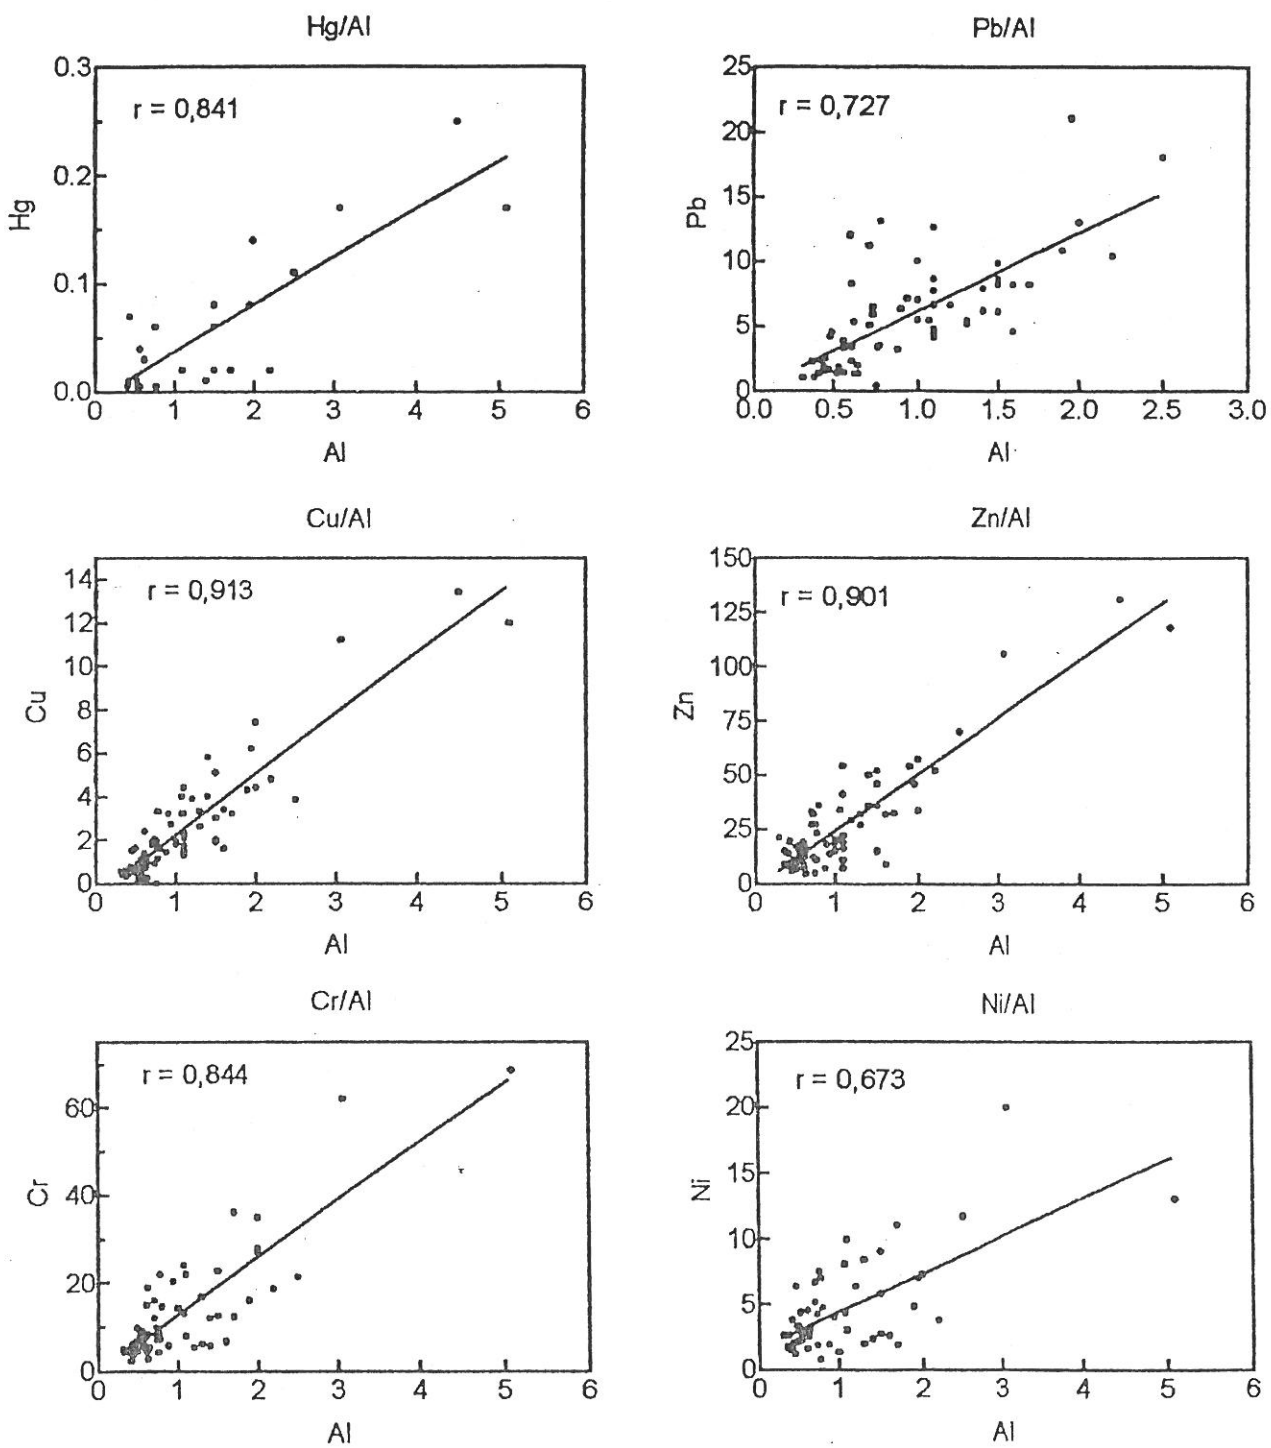 Hg/Al
0.3
r = 0,841
0.2
Hg
0.1
0.0
0 1 2 3 4 5 6
Al
Pb/Al
25
r = 0,727
20
15
Pb
10
5
0
0.0 0.5 1.0 1.5 2.0 2.5 3.0
Al
Cu/Al
14
r = 0,913
12
10
Cu
8
6
4
2
0
0 1 2 3 4 5 6
Al
Zn/Al
150
r = 0,901
125
100
Zn
75
50
25
0
0 1 2 3 4 5 6
Al
Cr/Al
r = 0,844
60
Cr
40
20
0
0 1 2 3 4 5 6
Al
Ni/Al
25
r = 0,673
20
15
Ni
10
5
0
0 1 2 3 4 5 6
Al